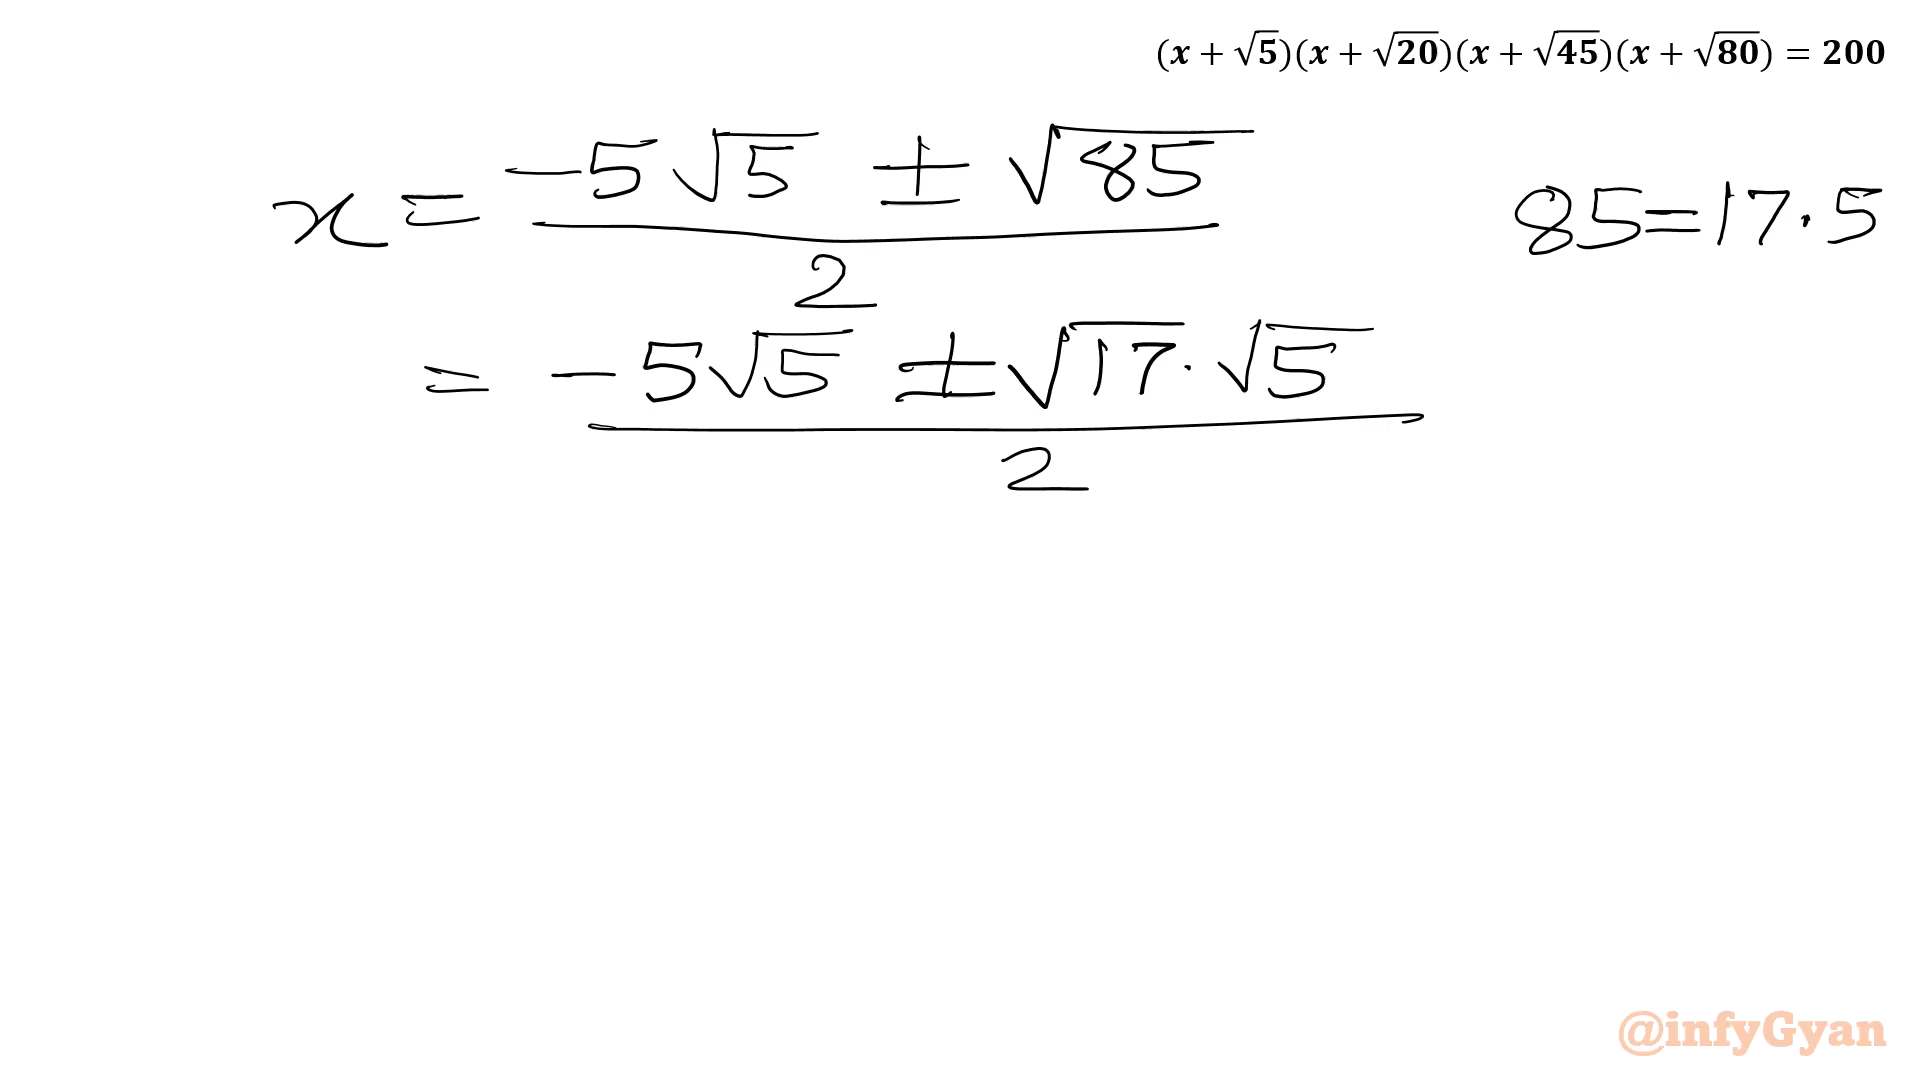 (x + √5)(x + √20)(x + √45)(x + √80) = 200
x = (-5√5 ± √85) / 2
85 = 17·5
= (-5√5 ± √17·√5) / 2
@infyGyan